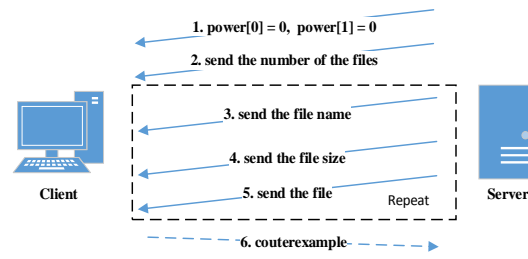 1. power[0] = 0, power[1] = 0
2. send the number of the files
3. send the file name
4. send the file size
5. send the file
Repeat
Client
Server
6. couterexample